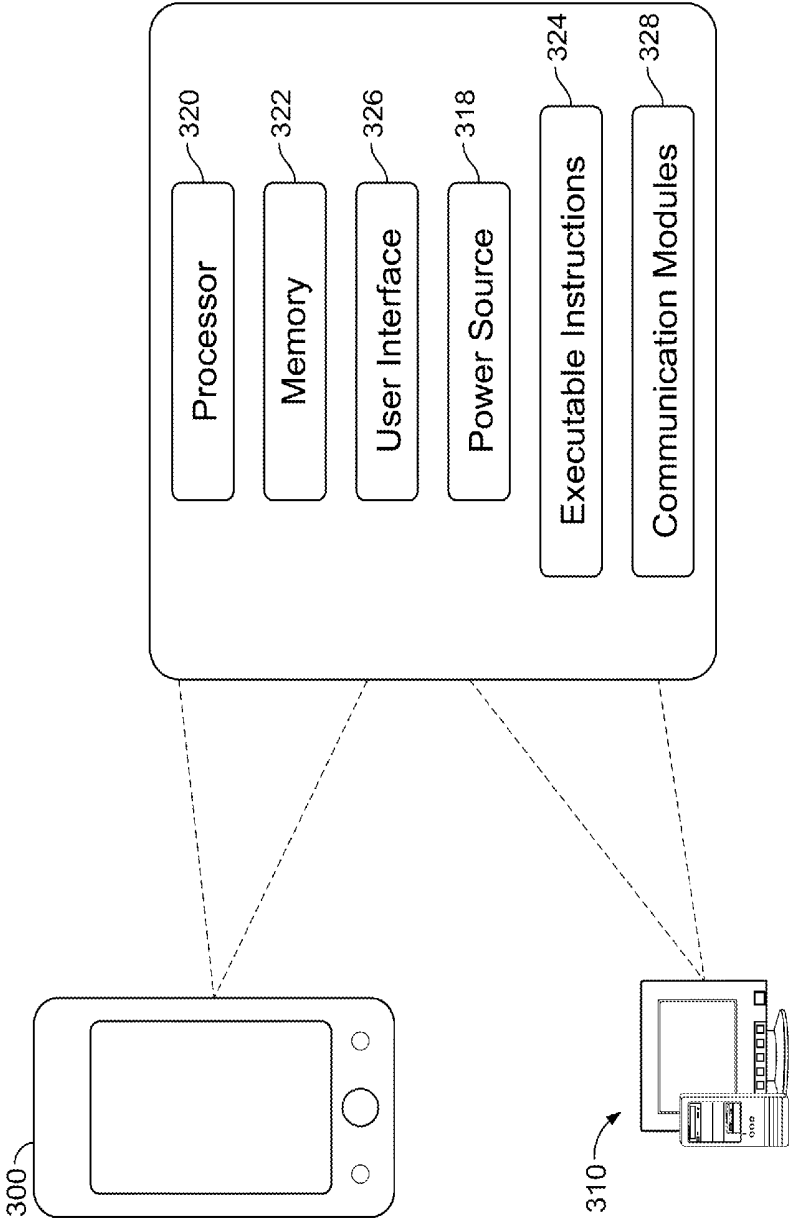 300
310
Processor
320
Memory
322
User Interface
326
Power Source
318
Executable Instructions
324
Communication Modules
328